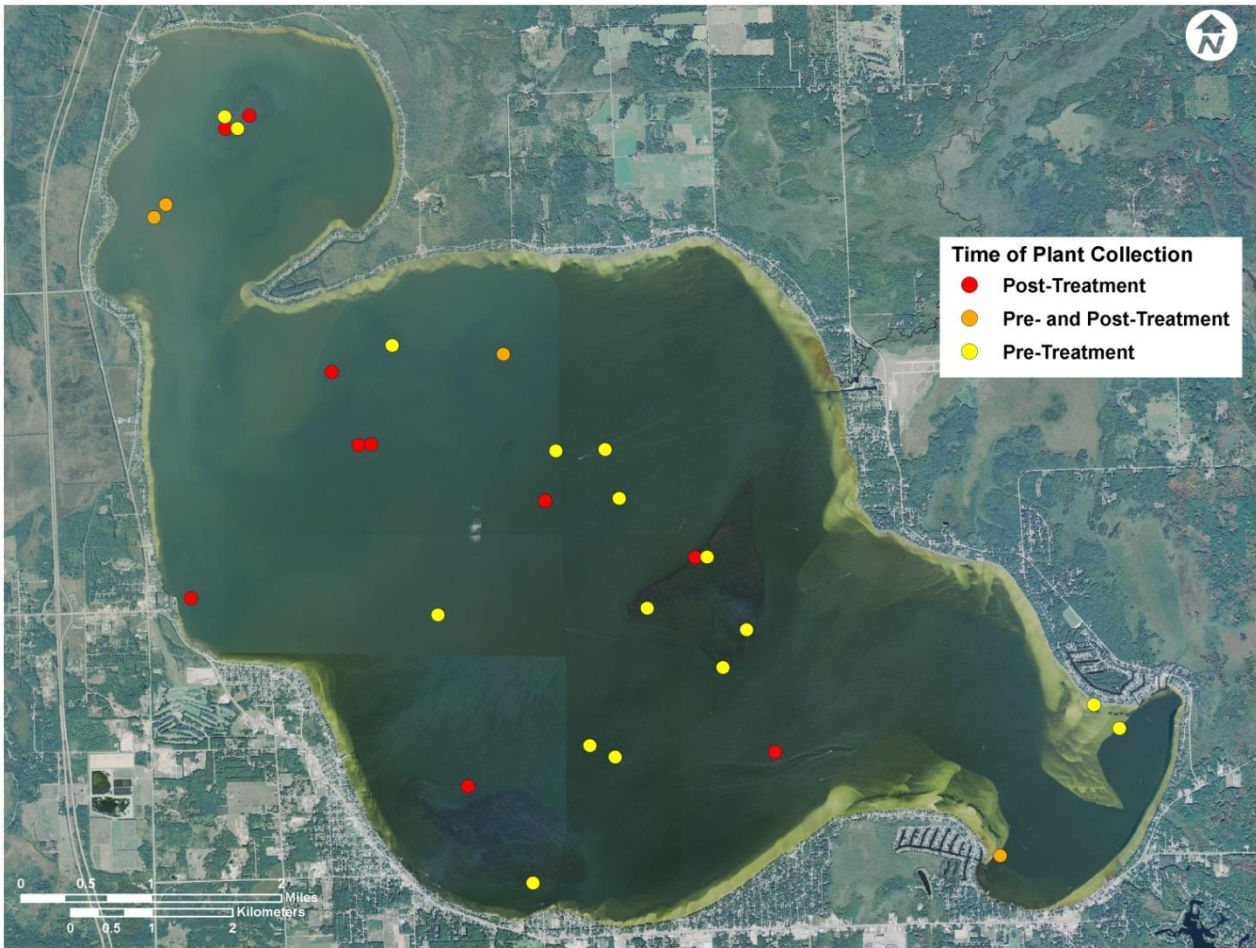 N
Time of Plant Collection
Post-Treatment
Pre- and Post-Treatment
Pre-Treatment
0 0.5 1 2
Miles
Kilometers
0 0.5 1 2